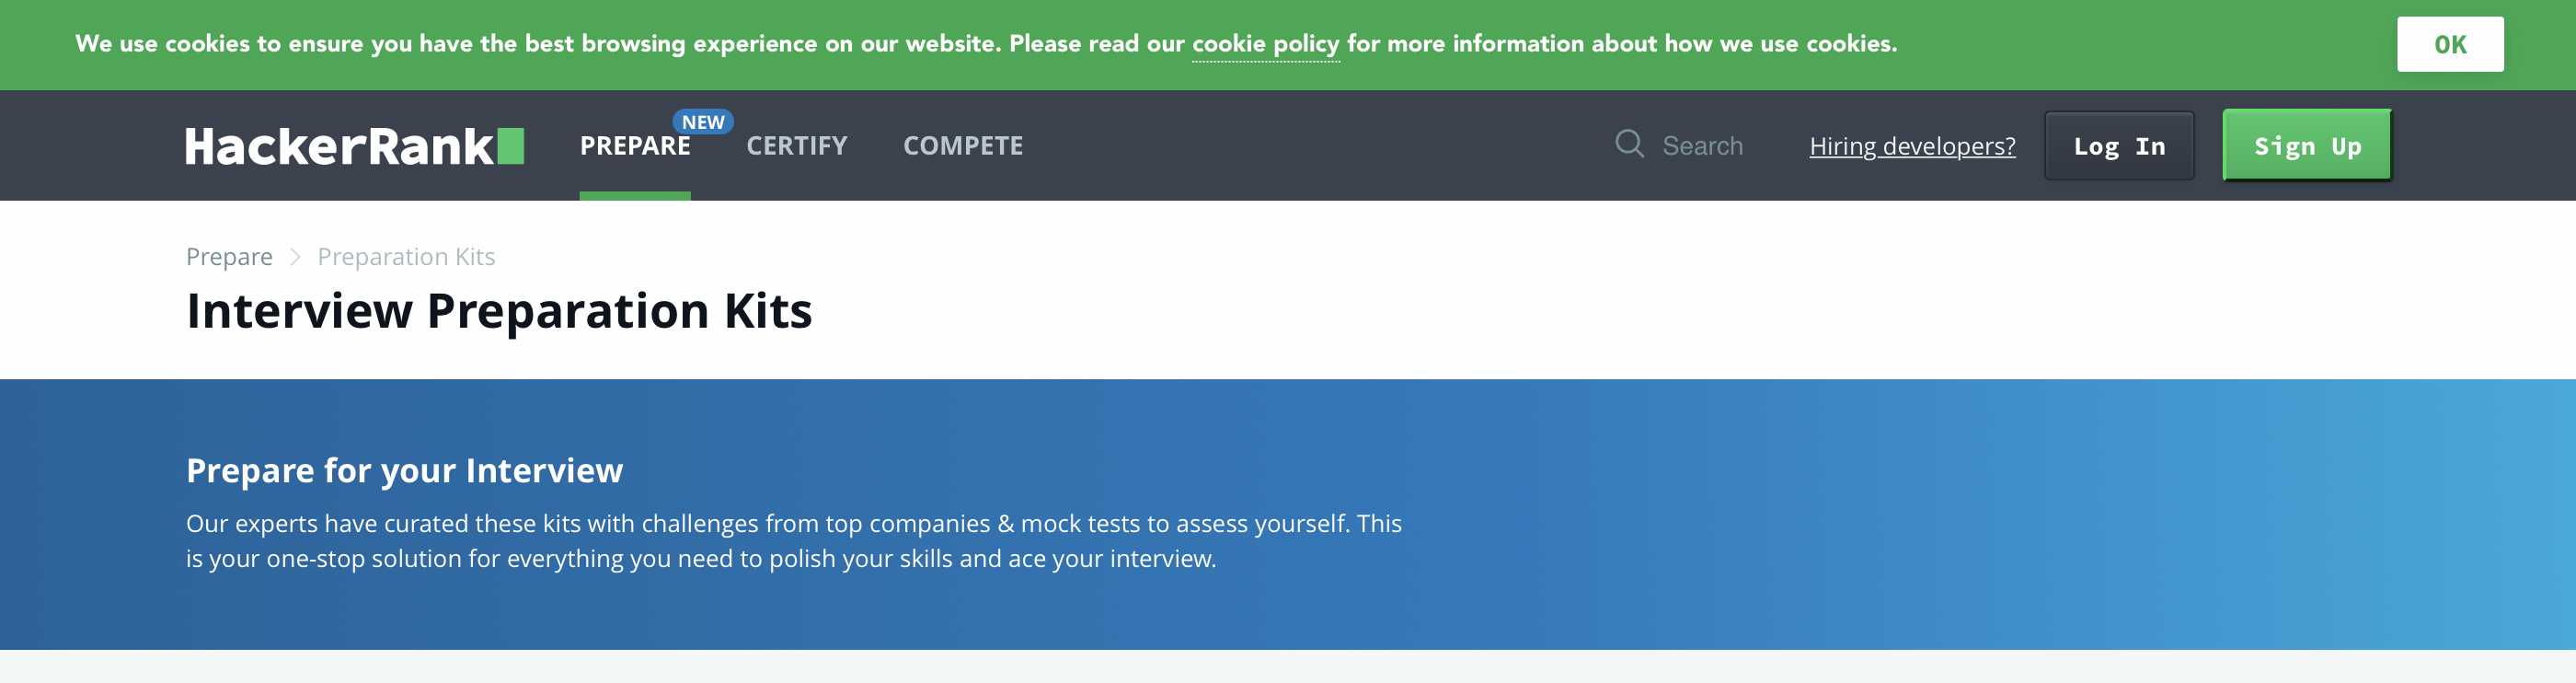 We use cookies to ensure you have the best browsing experience on our website. Please read our cookie policy for more information about how we use cookies.
OK
HackerRank
PREPARE
NEW
CERTIFY
COMPETE
Search
Hiring developers?
Log In
Sign Up
Prepare
Preparation Kits
Interview Preparation Kits
Prepare for your Interview
Our experts have curated these kits with challenges from top companies & mock tests to assess yourself. This
is your one-stop solution for everything you need to polish your skills and ace your interview.